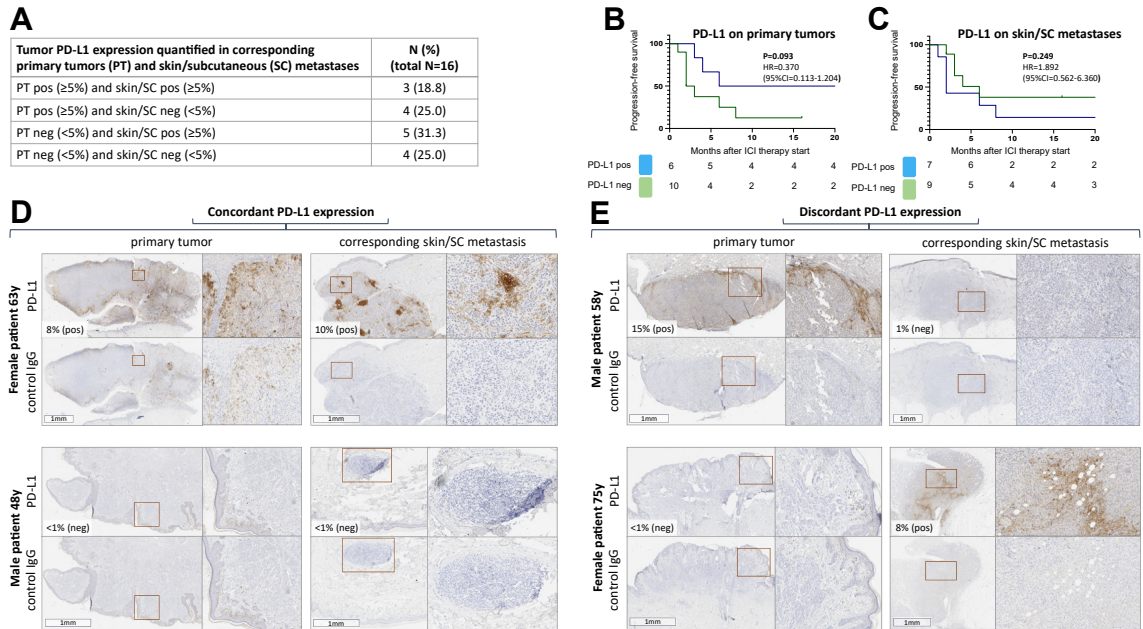 A
Tumor PD-L1 expression quantified in corresponding primary tumors (PT) and skin/subcutaneous (SC) metastases
N (%) (total N=16)
PT pos (≥5%) and skin/SC pos (≥5%) 3 (18.8)
PT pos (≥5%) and skin/SC neg (<5%) 4 (25.0)
PT neg (<5%) and skin/SC pos (≥5%) 5 (31.3)
PT neg (<5%) and skin/SC neg (<5%) 4 (25.0)
B
PD-L1 on primary tumors
P=0.093
HR=0.370
(95%CI=0.113-1.204)
Progression-free survival
100
50
0
0 5 10 15 20
Months after ICI therapy start
PD-L1 pos 6 5 4 4 4
PD-L1 neg 10 4 2 2 2
C
PD-L1 on skin/SC metastases
P=0.249
HR=1.892
(95%CI=0.562-6.360)
Progression-free survival
100
50
0
0 5 10 15 20
Months after ICI therapy start
PD-L1 pos 7 6 2 2 2
PD-L1 neg 9 5 4 4 3
D
Concordant PD-L1 expression
primary tumor
corresponding skin/SC metastasis
Female patient 63y
PD-L1
8% (pos)
10% (pos)
control IgG
1mm
1mm
Male patient 48y
PD-L1
<1% (neg)
<1% (neg)
control IgG
1mm
1mm
E
Discordant PD-L1 expression
primary tumor
corresponding skin/SC metastasis
Male patient 58y
PD-L1
15% (pos)
1% (neg)
control IgG
1mm
1mm
Female patient 75y
PD-L1
<1% (neg)
8% (pos)
control IgG
1mm
1mm